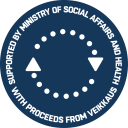 SUPPORTED BY MINISTRY OF SOCIAL AFFAIRS AND HEALTH
WITH PROCEEDS FROM VEIKKAUS